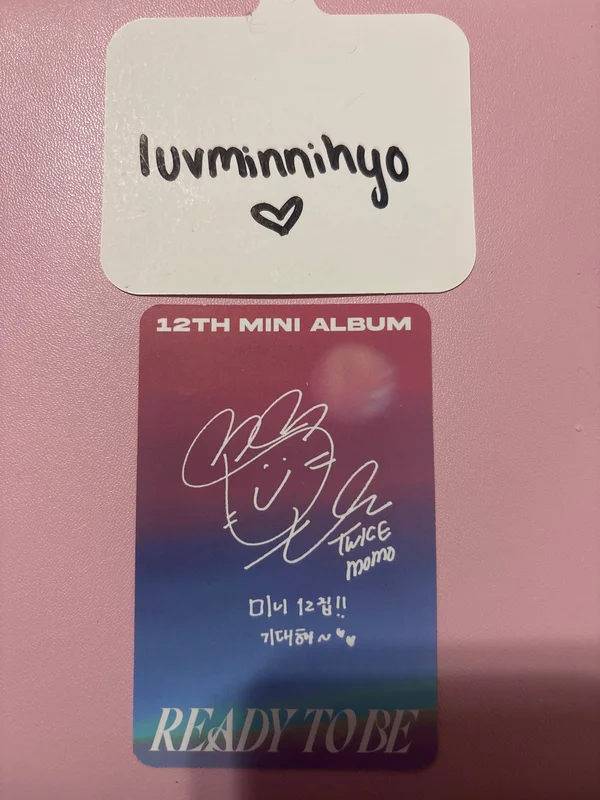 luvminnihyo
12TH MINI ALBUM
TWICE
MOMO
미니 12집!!
기대해~
READY TO BE